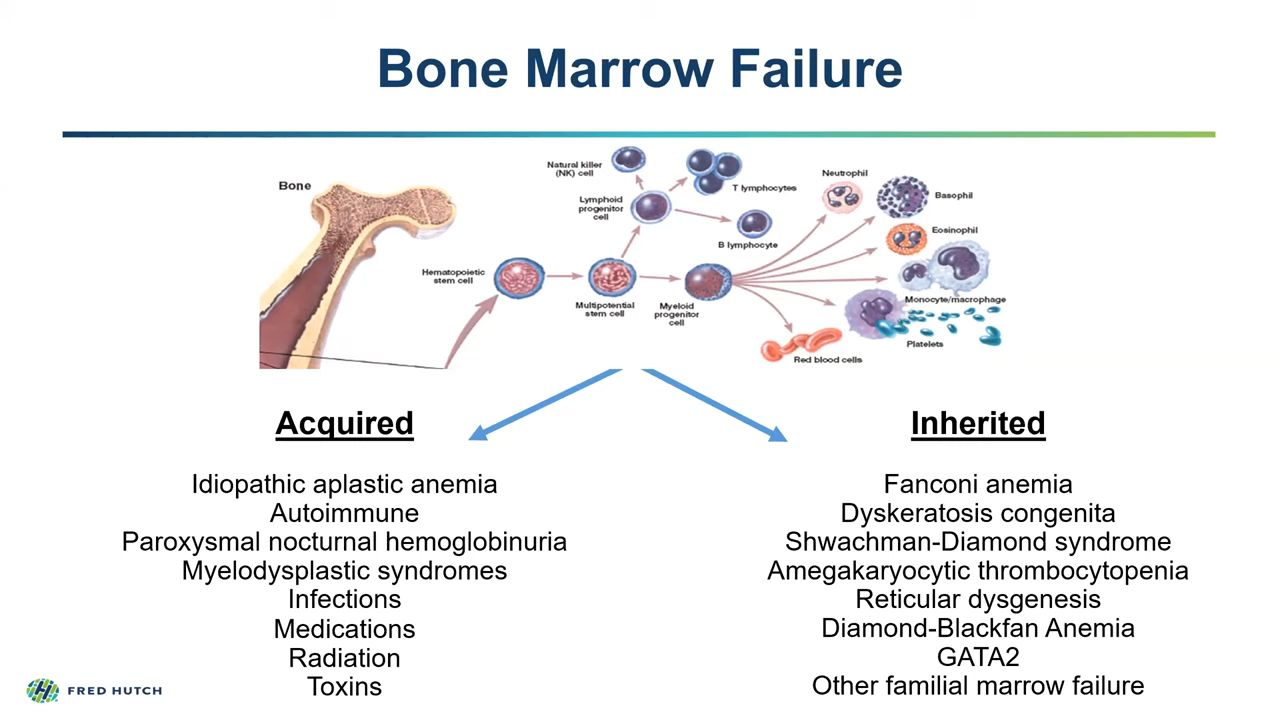 Bone Marrow Failure
Bone
Natural killer
(NK) cell
T lymphocytes
Lymphoid
progenitor
cell
B lymphocyte
Neutrophil
Basophil
Eosinophil
Hematopoietic
stem cell
Multipotential
stem cell
Myeloid
progenitor
cell
Monocyte/macrophage
Platelets
Red blood cells
Acquired
Idiopathic aplastic anemia
Autoimmune
Paroxysmal nocturnal hemoglobinuria
Myelodysplastic syndromes
Infections
Medications
Radiation
Toxins
Inherited
Fanconi anemia
Dyskeratosis congenita
Shwachman-Diamond syndrome
Amegakaryocytic thrombocytopenia
Reticular dysgenesis
Diamond-Blackfan Anemia
GATA2
Other familial marrow failure
FRED HUTCH